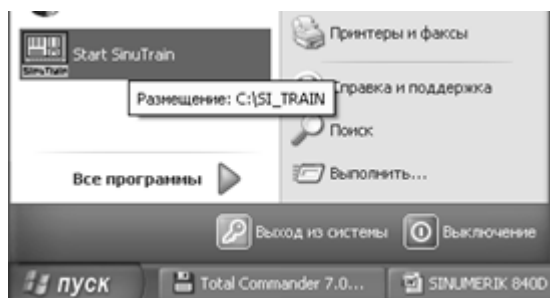 Принтеры и факсы
Start SinuTrain
SinuTrain
Справка и поддержка
Размещение: C:\SI_TRAIN
Поиск
Все программы
Выполнить...
Выход из системы
Выключение
пуск
Total Commander 7.0...
SINUMERIK 840D